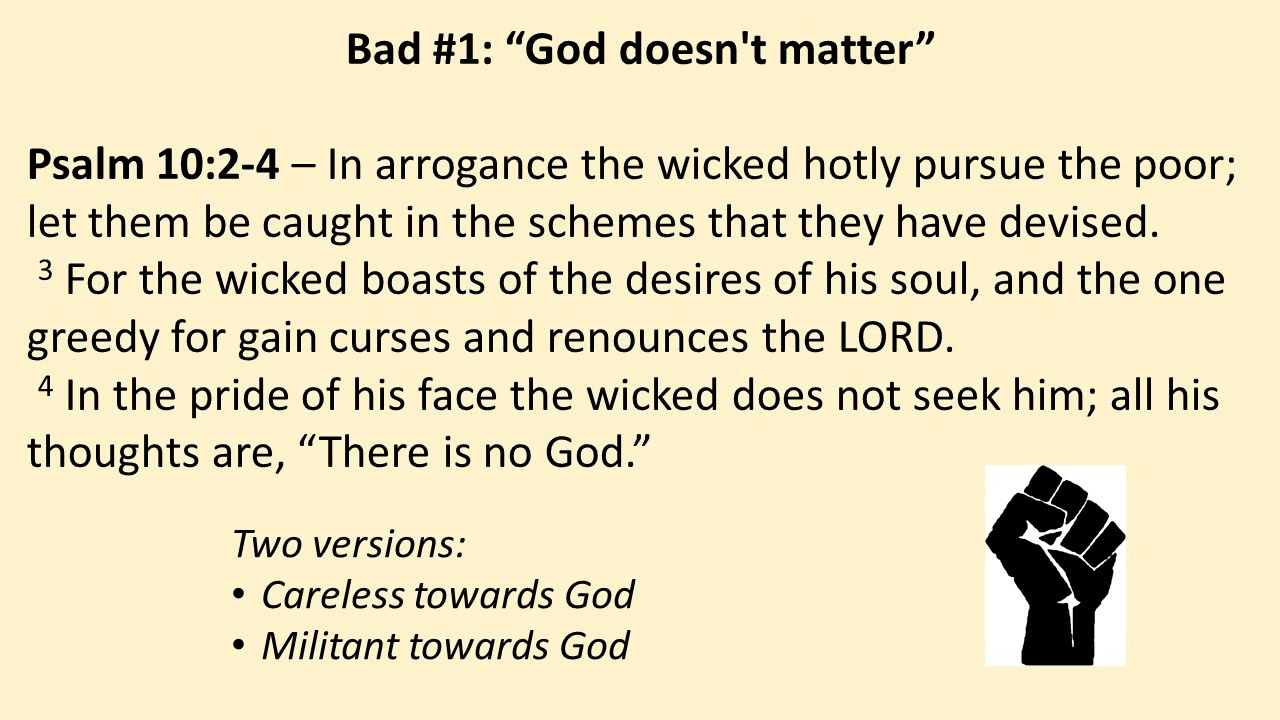 Bad #1: “God doesn't matter”
Psalm 10:2-4 – In arrogance the wicked hotly pursue the poor;
let them be caught in the schemes that they have devised.
3 For the wicked boasts of the desires of his soul, and the one
greedy for gain curses and renounces the LORD.
4 In the pride of his face the wicked does not seek him; all his
thoughts are, “There is no God.”
Two versions:
• Careless towards God
• Militant towards God